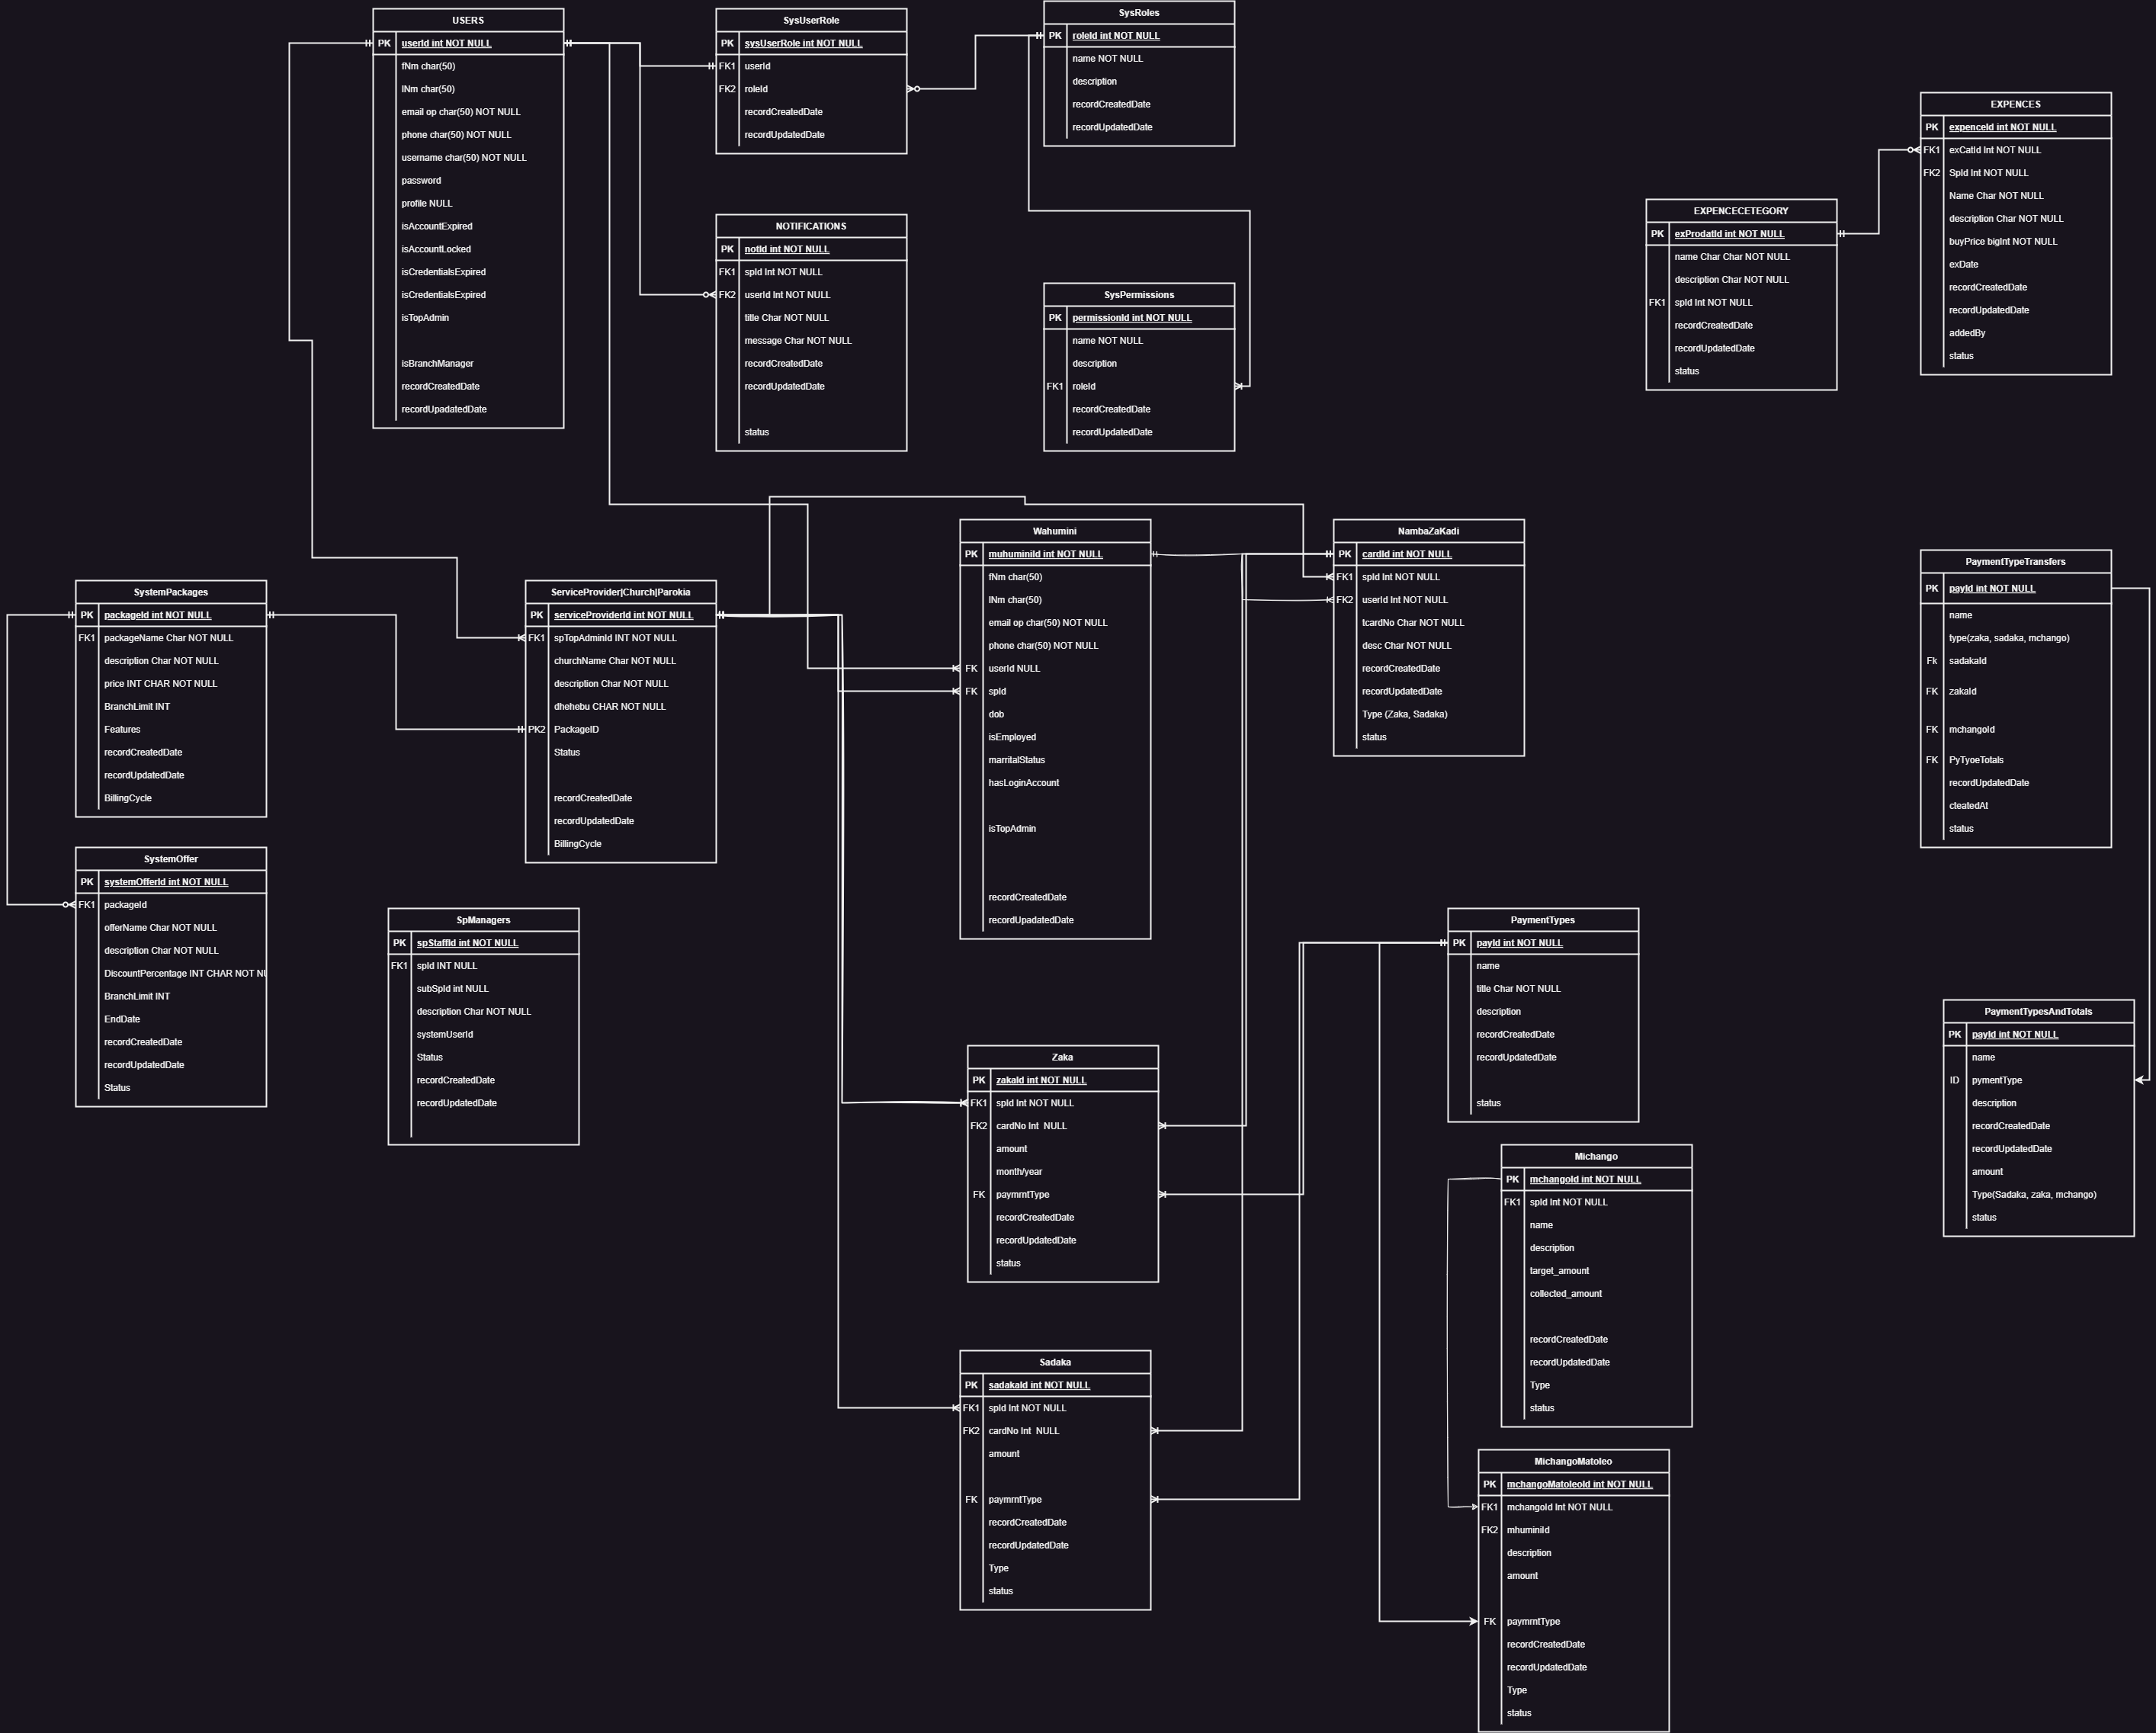 USERS
PK userId int NOT NULL
fNm char(50)
lNm char(50)
email op char(50) NOT NULL
phone char(50) NOT NULL
username char(50) NOT NULL
password
profile NULL
isAccountExpired
isAccountLocked
isCredentialsExpired
isCredentialsExpired
isTopAdmin
isBranchManager
recordCreatedDate
recordUpadatedDate
SysUserRole
PK sysUserRole int NOT NULL
FK1 userId
FK2 roleId
recordCreatedDate
recordUpdatedDate
SysRoles
PK roleId int NOT NULL
name NOT NULL
description
recordCreatedDate
recordUpdatedDate
NOTIFICATIONS
PK notId int NOT NULL
FK1 spId Int NOT NULL
FK2 userId Int NOT NULL
title Char NOT NULL
message Char NOT NULL
recordCreatedDate
recordUpdatedDate
status
SysPermissions
PK permissionId int NOT NULL
name NOT NULL
description
FK1 roleId
recordCreatedDate
recordUpdatedDate
EXPENCECETEGORY
PK exProdatId int NOT NULL
name Char Char NOT NULL
description Char NOT NULL
FK1 spId Int NOT NULL
recordCreatedDate
recordUpdatedDate
status
EXPENCES
PK expenceId int NOT NULL
FK1 exCatId Int NOT NULL
FK2 SpId Int NOT NULL
Name Char NOT NULL
description Char NOT NULL
buyPrice bigInt NOT NULL
exDate
recordCreatedDate
recordUpdatedDate
addedBy
status
SystemPackages
PK packageId int NOT NULL
FK1 packageName Char NOT NULL
description Char NOT NULL
price INT CHAR NOT NULL
BranchLimit INT
Features
recordCreatedDate
recordUpdatedDate
BillingCycle
ServiceProvider|Church|Parokia
PK serviceProviderId int NOT NULL
FK1 spTopAdminId INT NOT NULL
churchName Char NOT NULL
description Char NOT NULL
dhehebu CHAR NOT NULL
PK2 PackageID
Status
recordCreatedDate
recordUpdatedDate
BillingCycle
Wahumini
PK muhuminiId int NOT NULL
fNm char(50)
lNm char(50)
email op char(50) NOT NULL
phone char(50) NOT NULL
FK userId NULL
FK spId
dob
isEmployed
marritalStatus
hasLoginAccount
isTopAdmin
recordCreatedDate
recordUpadatedDate
NambaZaKadi
PK cardId int NOT NULL
FK1 spId Int NOT NULL
FK2 userId Int NOT NULL
tcardNo Char NOT NULL
desc Char NOT NULL
recordCreatedDate
recordUpdatedDate
Type (Zaka, Sadaka)
status
PaymentTypeTransfers
PK payId int NOT NULL
name
type(zaka, sadaka, mchango)
Fk sadakaId
FK zakaId
FK mchangoId
FK PyTyoeTotals
recordUpdatedDate
cteatedAt
status
SystemOffer
PK systemOfferId int NOT NULL
FK1 packageId
offerName Char NOT NULL
description Char NOT NULL
DiscountPercentage INT CHAR NOT NU
BranchLimit INT
EndDate
recordCreatedDate
recordUpdatedDate
Status
SpManagers
PK spStaffId int NOT NULL
FK1 spId INT NULL
subSpId int NULL
description Char NOT NULL
systemUserId
Status
recordCreatedDate
recordUpdatedDate
PaymentTypes
PK payId int NOT NULL
name
title Char NOT NULL
description
recordCreatedDate
recordUpdatedDate
status
PaymentTypesAndTotals
PK payId int NOT NULL
name
ID pymentType
description
recordCreatedDate
recordUpdatedDate
amount
Type(Sadaka, zaka, mchango)
status
Zaka
PK zakaId int NOT NULL
FK1 spId Int NOT NULL
FK2 cardNo Int NULL
amount
month/year
FK paymrntType
recordCreatedDate
recordUpdatedDate
status
Michango
PK mchangoId int NOT NULL
FK1 spId Int NOT NULL
name
description
target_amount
collected_amount
recordCreatedDate
recordUpdatedDate
Type
status
Sadaka
PK sadakaId int NOT NULL
FK1 spId Int NOT NULL
FK2 cardNo Int NULL
amount
FK paymrntType
recordCreatedDate
recordUpdatedDate
Type
status
MichangoMatoleo
PK mchangoMatoleoId int NOT NULL
FK1 mchangoId Int NOT NULL
FK2 mhuminiId
description
amount
FK paymrntType
recordCreatedDate
recordUpdatedDate
Type
status